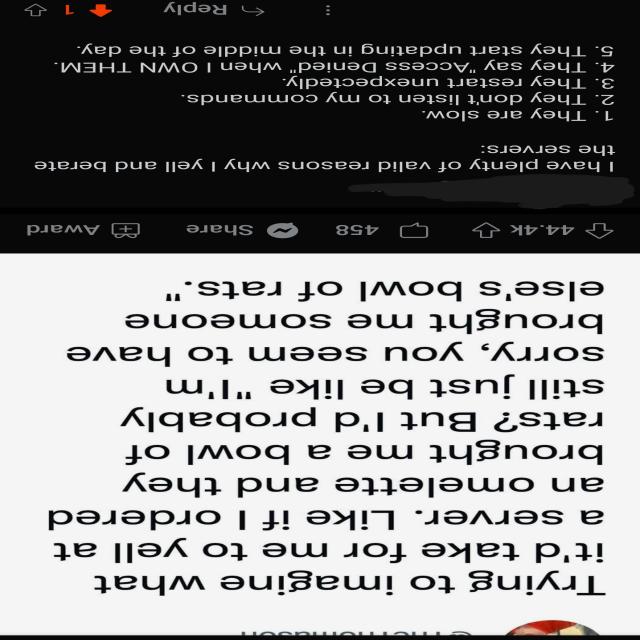 Trying to imagine what
it'd take for me to yell at
a server. Like if I ordered
an omelette and they
brought me a bowl of
rats? But I'd probably
still just be like "I'm
sorry, you seem to have
brought me someone
else's bowl of rats."
44.4k 458 Share Award
I have plenty of valid reasons why I yell and berate
the servers:
1. They are slow.
2. They don't listen to my commands.
3. They restart unexpectedly.
4. They say "Access Denied" when I OWN THEM.
5. They start updating in the middle of the day.
Reply 1